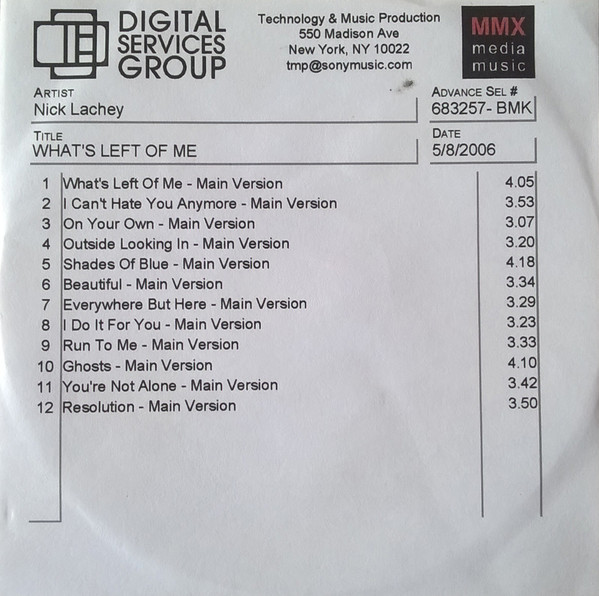 DIGITAL
SERVICES
GROUP
Technology & Music Production
550 Madison Ave
New York, NY 10022
tmp@sonymusic.com
MMX
media
music
ARTIST
Nick Lachey
ADVANCE SEL #
683257- BMK
TITLE
WHAT'S LEFT OF ME
DATE
5/8/2006
1 What's Left Of Me - Main Version 4.05
2 I Can't Hate You Anymore - Main Version 3.53
3 On Your Own - Main Version 3.07
4 Outside Looking In - Main Version 3.20
5 Shades Of Blue - Main Version 4.18
6 Beautiful - Main Version 3.34
7 Everywhere But Here - Main Version 3.29
8 I Do It For You - Main Version 3.23
9 Run To Me - Main Version 3.33
10 Ghosts - Main Version 4.10
11 You're Not Alone - Main Version 3.42
12 Resolution - Main Version 3.50